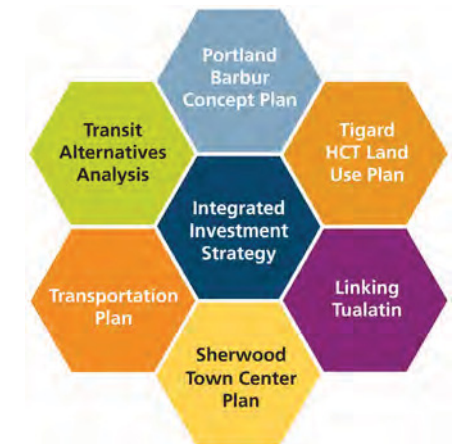 Portland
Barbur
Concept Plan
Transit
Alternatives
Analysis
Tigard
HCT Land
Use Plan
Integrated
Investment
Strategy
Transportation
Plan
Linking
Tualatin
Sherwood
Town Center
Plan